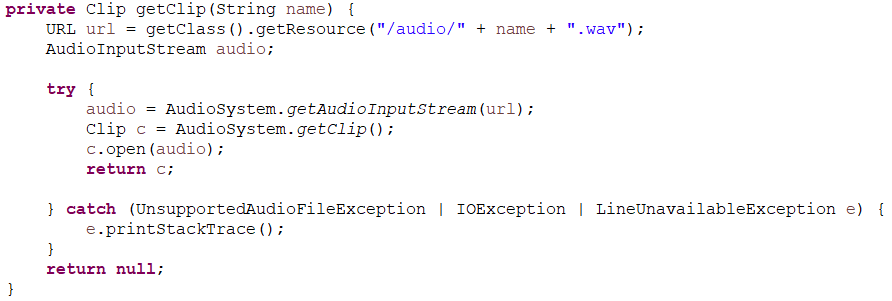 private Clip getClip(String name) {
    URL url = getClass().getResource("/audio/" + name + ".wav");
    AudioInputStream audio;

    try {
        audio = AudioSystem.getAudioInputStream(url);
        Clip c = AudioSystem.getClip();
        c.open(audio);
        return c;

    } catch (UnsupportedAudioFileException | IOException | LineUnavailableException e) {
        e.printStackTrace();
    }
    return null;
}